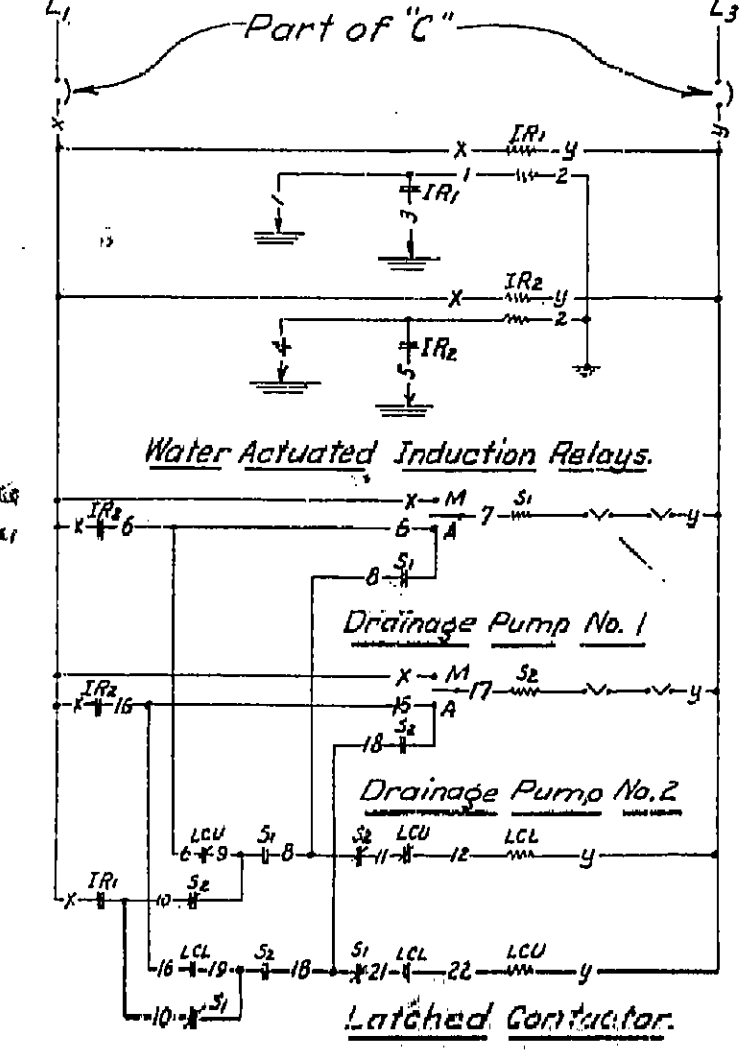 L1 L3
Part of "C"
X y
X IR1 y
1 2
IR1
1 3
IR2
X y
2
IR2
4 5
Water Actuated Induction Relays.
X M S1
X IR2 6 6 A 7 y
8 S1
Drainage Pump No. 1
X M S2
X IR2 16 A 17 y
18 S2
Drainage Pump No. 2
6 LCU 9 S1 8 S2 11 LCU 12 LCL y
X IR1 10 S2
16 LCL 19 S2 18 S1 21 LCL 22 LCU y
10 S1
Latched Contactor.